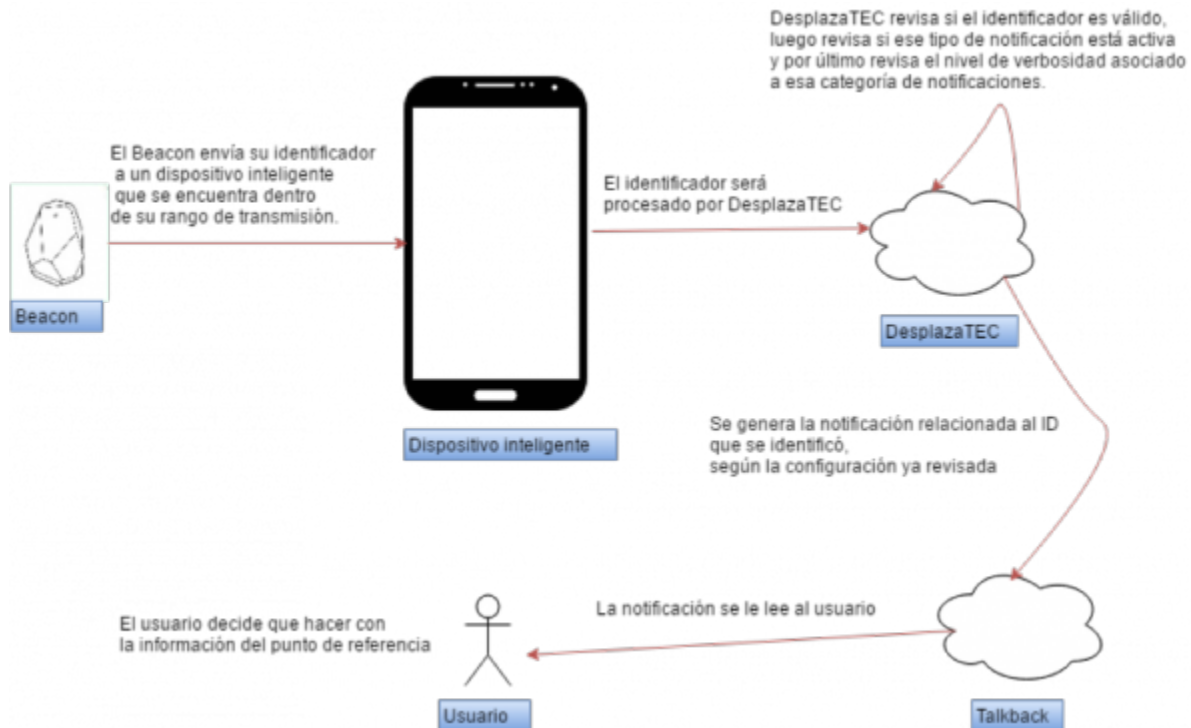 DesplazaTEC revisa si el identificador es válido,
luego revisa si ese tipo de notificación está activa
y por último revisa el nivel de verbosidad asociado
a esa categoría de notificaciones.
El Beacon envía su identificador
a un dispositivo inteligente
que se encuentra dentro
de su rango de transmisión.
El identificador será
procesado por DesplazaTEC
Beacon
DesplazaTEC
Dispositivo inteligente
Se genera la notificación relacionada al ID
que se identificó,
según la configuración ya revisada
La notificación se le lee al usuario
El usuario decide que hacer con
la información del punto de referencia
Usuario
Talkback